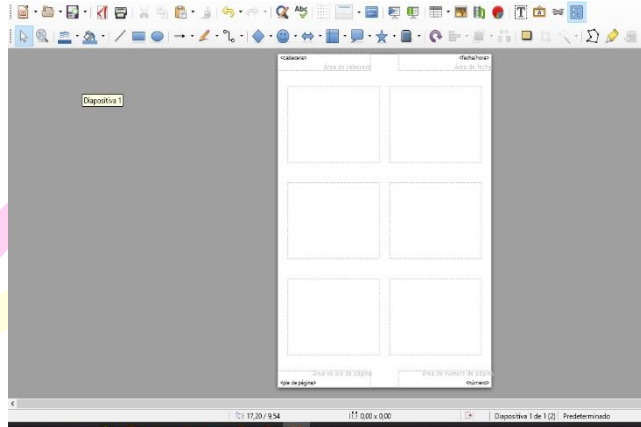 <cabecera>
<fecha/hora>
Área de cabecera
Área de fecha
Diapositiva 1
Área de pie de página
Área de número de página
<pie de página>
<número>
17,20 / 9,54
0,00 x 0,00
Diapositiva 1 de 1 (2)
Predeterminado